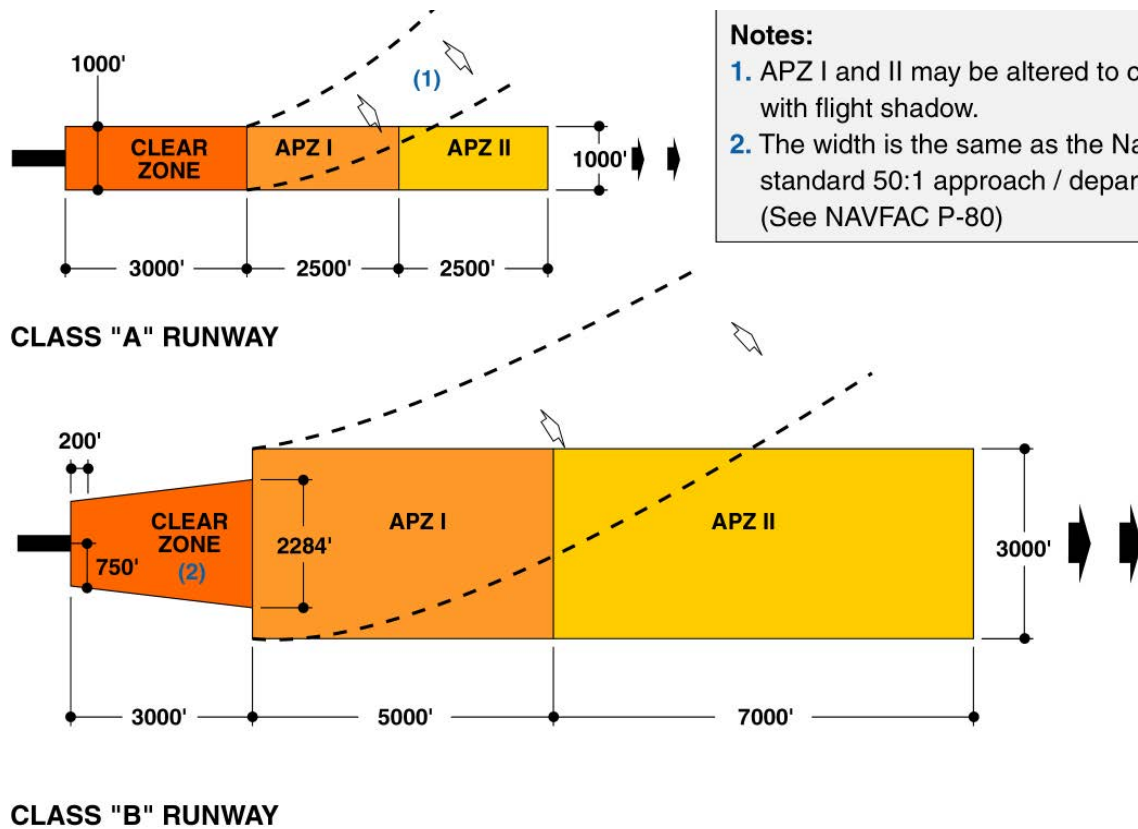 Notes:
1. APZ I and II may be altered to c
with flight shadow.
2. The width is the same as the Na
standard 50:1 approach / depar
(See NAVFAC P-80)
1000'
(1)
CLEAR
ZONE
APZ I
APZ II
1000'
3000'
2500'
2500'
CLASS "A" RUNWAY
200'
CLEAR
ZONE
(2)
750'
2284'
APZ I
APZ II
3000'
3000'
5000'
7000'
CLASS "B" RUNWAY